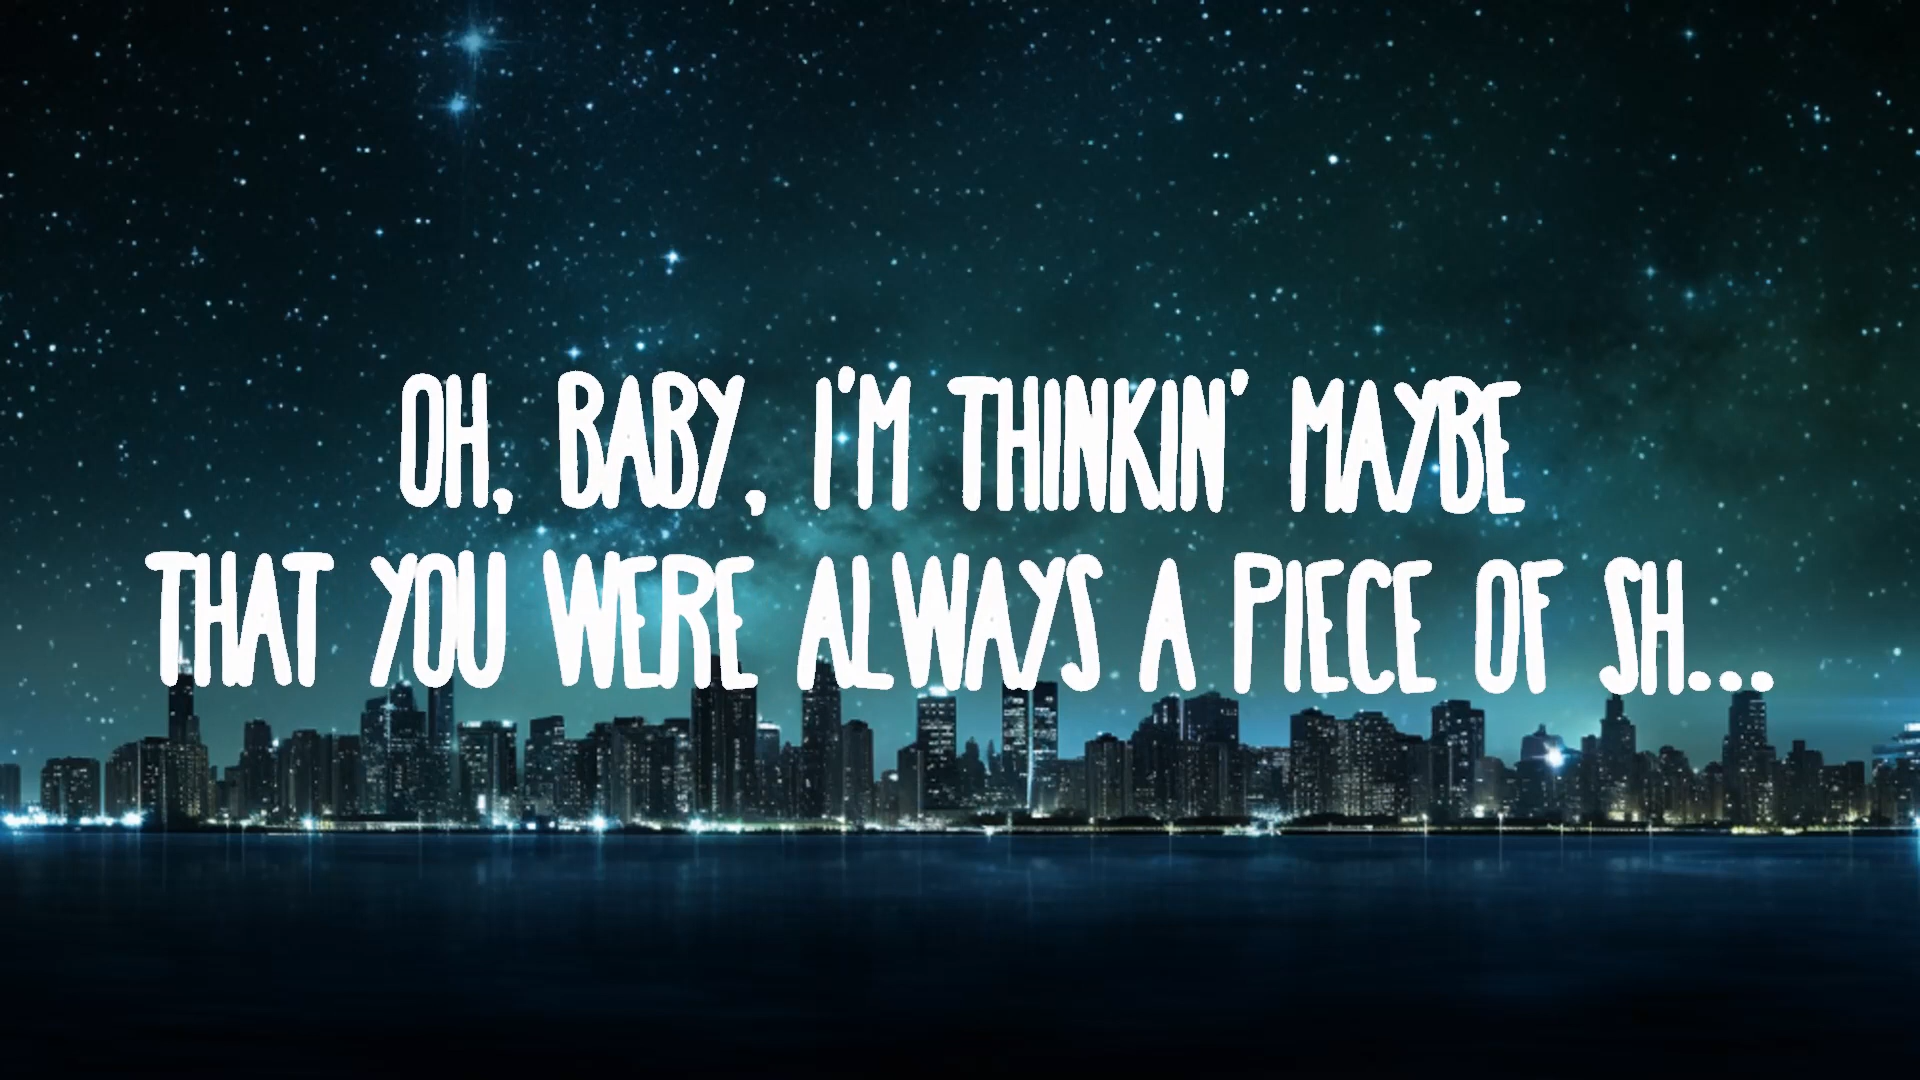 OH, BABY, I'M THINKIN' MAYBE
THAT YOU WERE ALWAYS A PIECE OF SH...